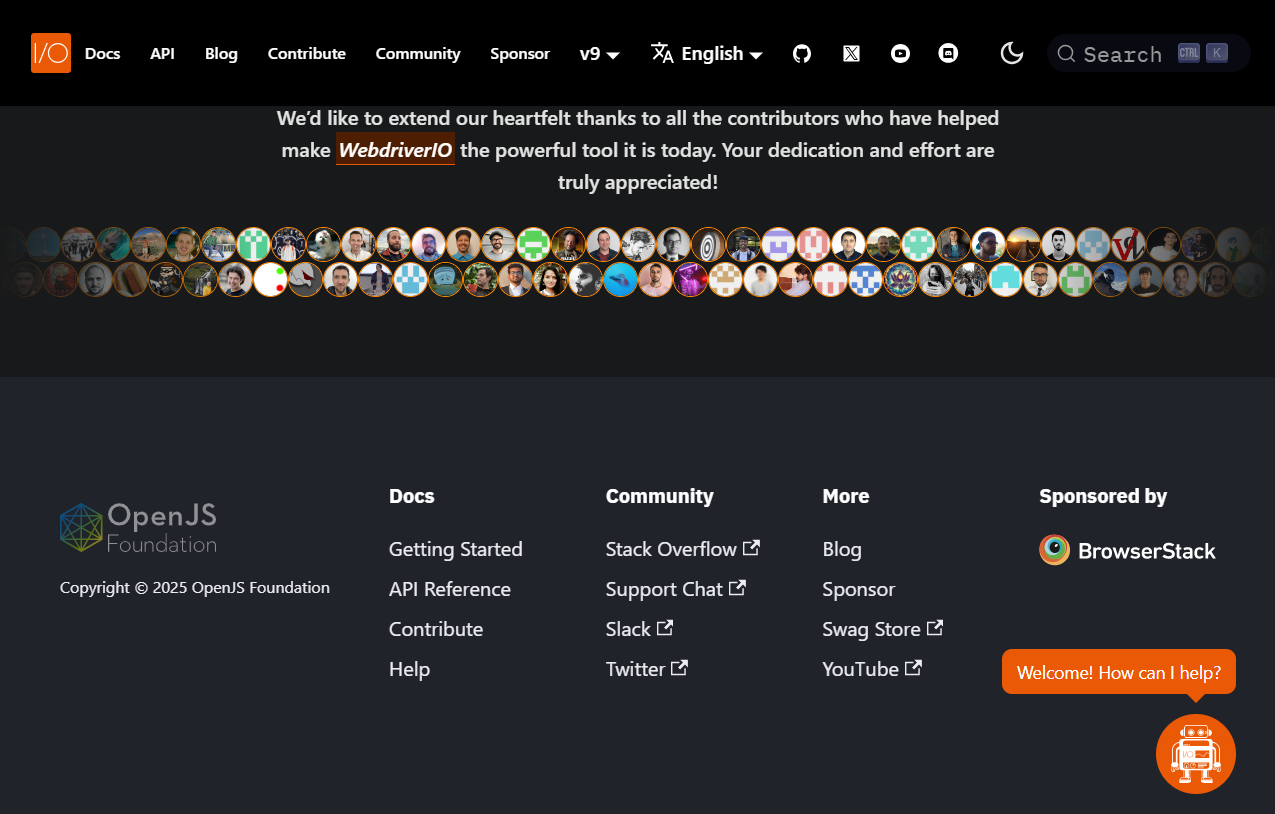 I/O Docs API Blog Contribute Community Sponsor v9 English Search CTRL K
We'd like to extend our heartfelt thanks to all the contributors who have helped
make WebdriverIO the powerful tool it is today. Your dedication and effort are
truly appreciated!
OpenJS
Foundation
Copyright © 2025 OpenJS Foundation
Docs
Getting Started
API Reference
Contribute
Help
Community
Stack Overflow
Support Chat
Slack
Twitter
More
Blog
Sponsor
Swag Store
YouTube
Sponsored by
BrowserStack
Welcome! How can I help?